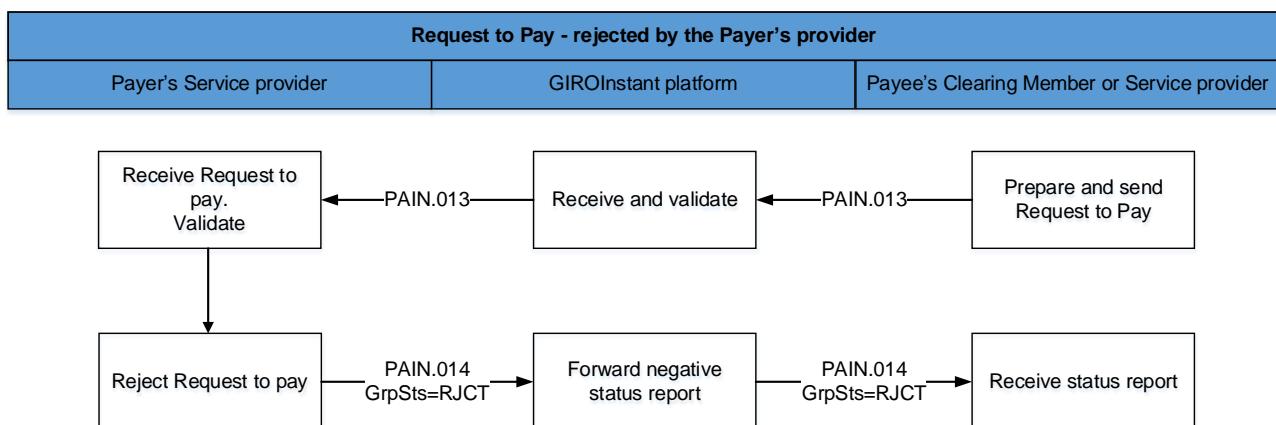 Request to Pay - rejected by the Payer's provider
Payer's Service provider
GIROInstant platform
Payee's Clearing Member or Service provider
Receive Request to
pay.
Validate
PAIN.013
Receive and validate
PAIN.013
Prepare and send
Request to Pay
Reject Request to pay
PAIN.014
GrpSts=RJCT
Forward negative
status report
PAIN.014
GrpSts=RJCT
Receive status report